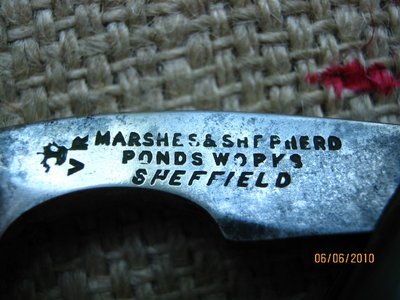 V R
MARSHES & SHEPHERD
PONDS WORKS
SHEFFIELD
06/06/2010